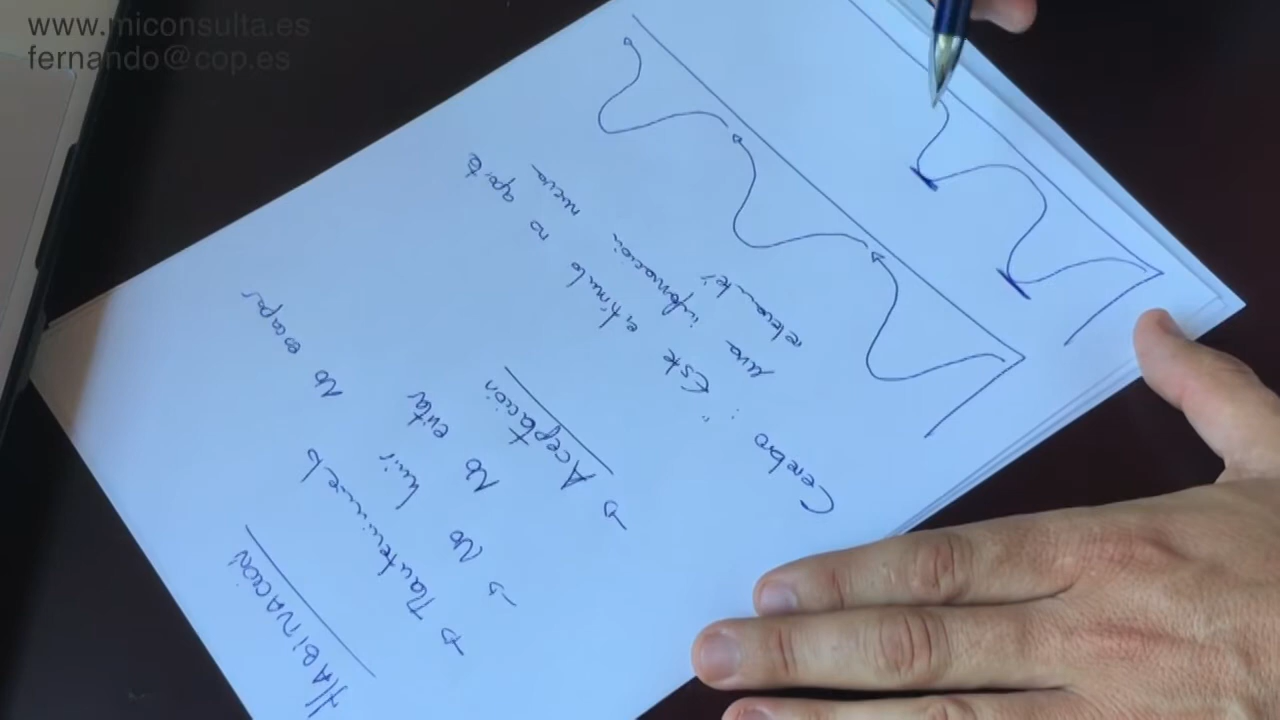 www.miconsulta.es
fernando@cop.es
HABITUACIÓN
→ Mantenimiento
No escapar
→ No huir
No evitar
→ Aceptación
Cerebro : "Este estímulo no aporta
una información nueva
relevante"